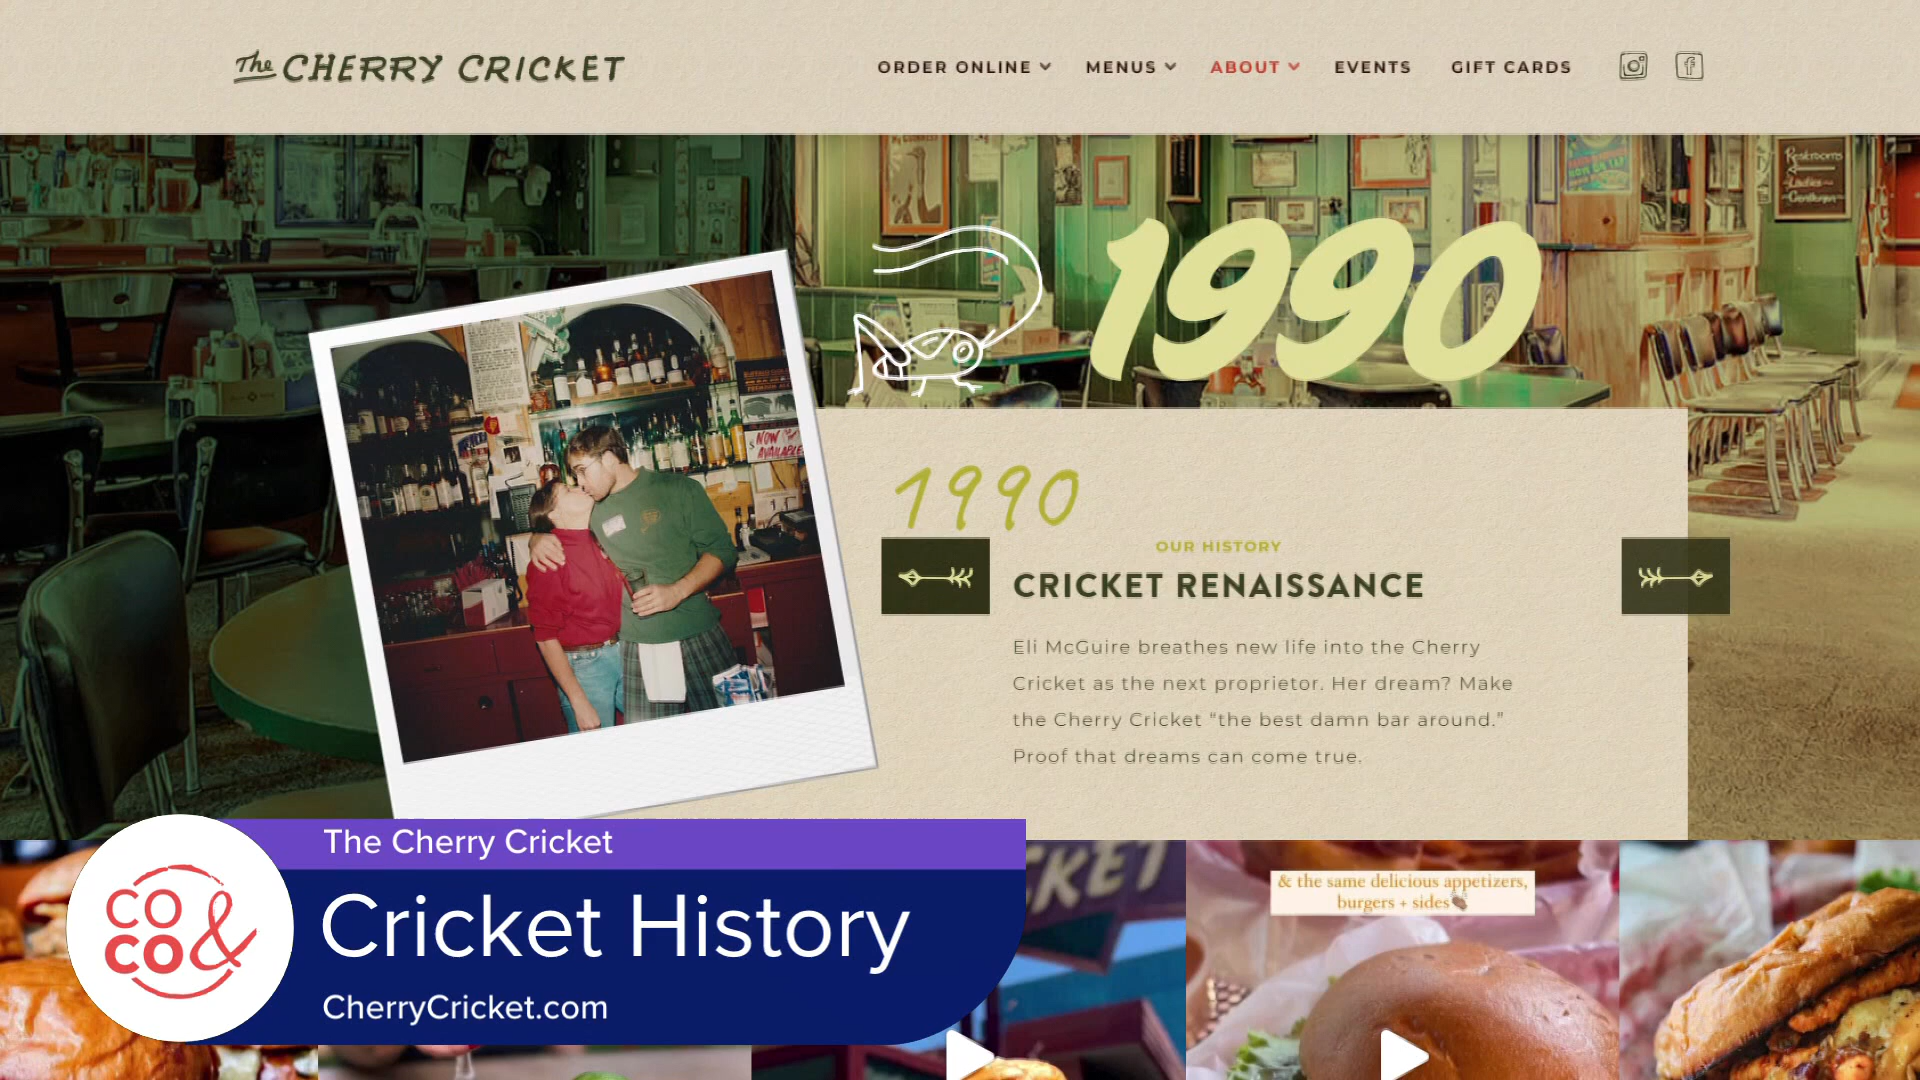 The CHERRY CRICKET
ORDER ONLINE MENUS ABOUT EVENTS GIFT CARDS
Restrooms
Ladies
Gentlemen
1990
NOW
AVAILABLE
1990
OUR HISTORY
CRICKET RENAISSANCE
Eli McGuire breathes new life into the Cherry
Cricket as the next proprietor. Her dream? Make
the Cherry Cricket “the best damn bar around.”
Proof that dreams can come true.
The Cherry Cricket
co
co&
Cricket History
CherryCricket.com
CKET
& the same delicious appetizers,
burgers + sides